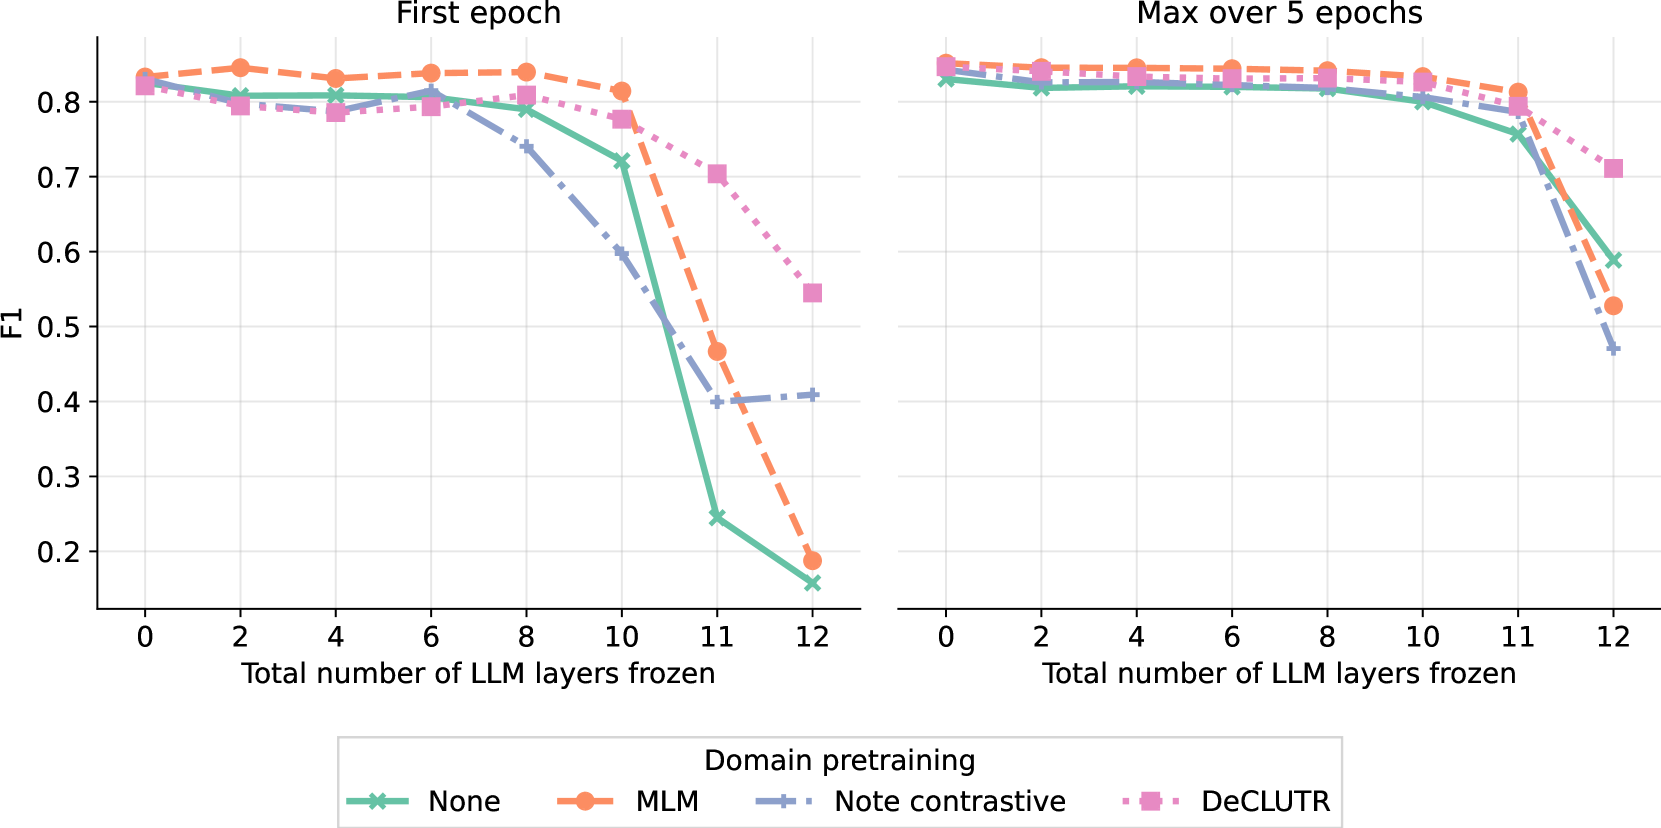 First epoch
Max over 5 epochs
F1
0.8
0.7
0.6
0.5
0.4
0.3
0.2
0 2 4 6 8 10 11 12
0 2 4 6 8 10 11 12
Total number of LLM layers frozen
Total number of LLM layers frozen
Domain pretraining
None MLM Note contrastive DeCLUTR